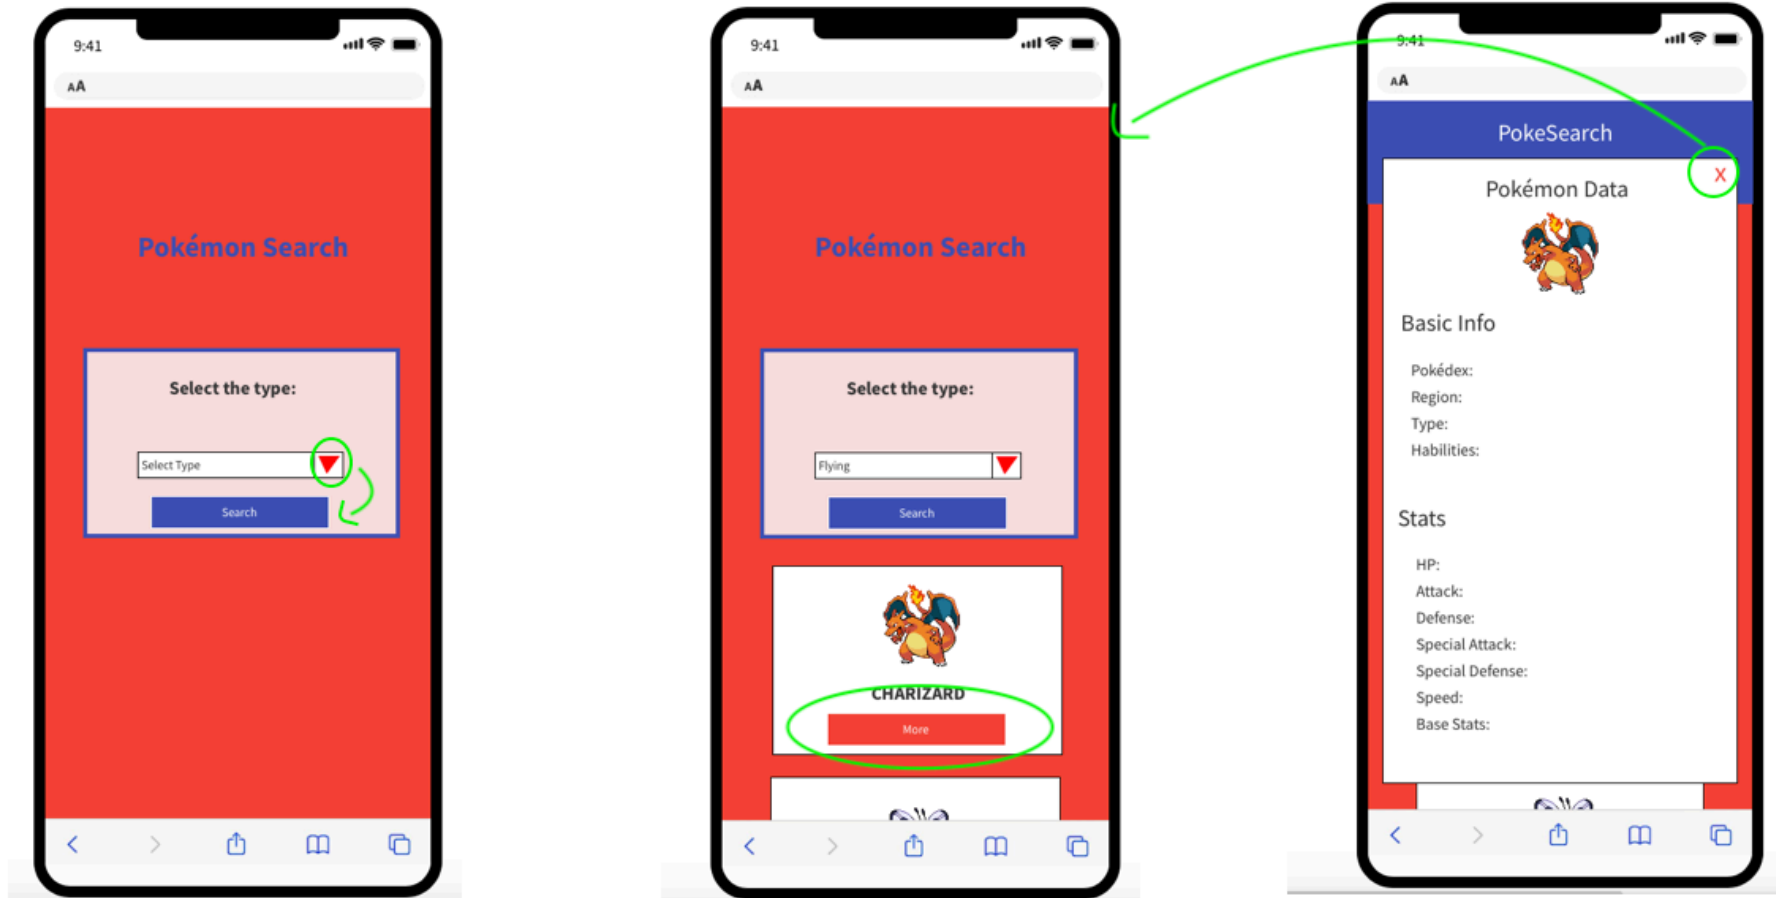 9:41
AA
Pokémon Search
Select the type:
Select Type
Search
9:41
AA
Pokémon Search
Select the type:
Flying
Search
CHARIZARD
More
9:41
AA
PokeSearch
X
Pokémon Data
Basic Info
Pokédex:
Region:
Type:
Habilities:
Stats
HP:
Attack:
Defense:
Special Attack:
Special Defense:
Speed:
Base Stats: